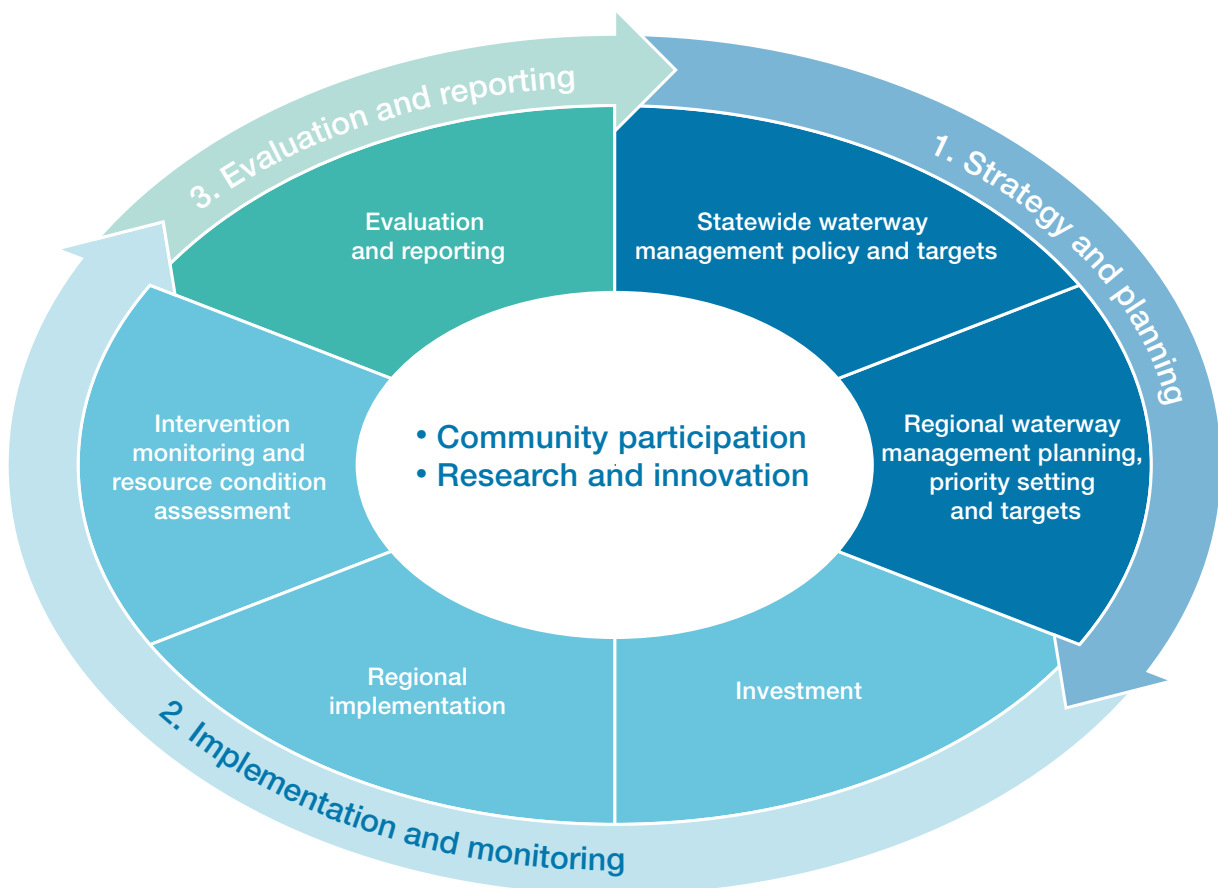 3. Evaluation and reporting
1. Strategy and planning
Evaluation
and reporting
Statewide waterway
management policy and targets
Intervention
monitoring and
resource condition
assessment
• Community participation
• Research and innovation
Regional waterway
management planning,
priority setting
and targets
Regional
implementation
Investment
2. Implementation and monitoring